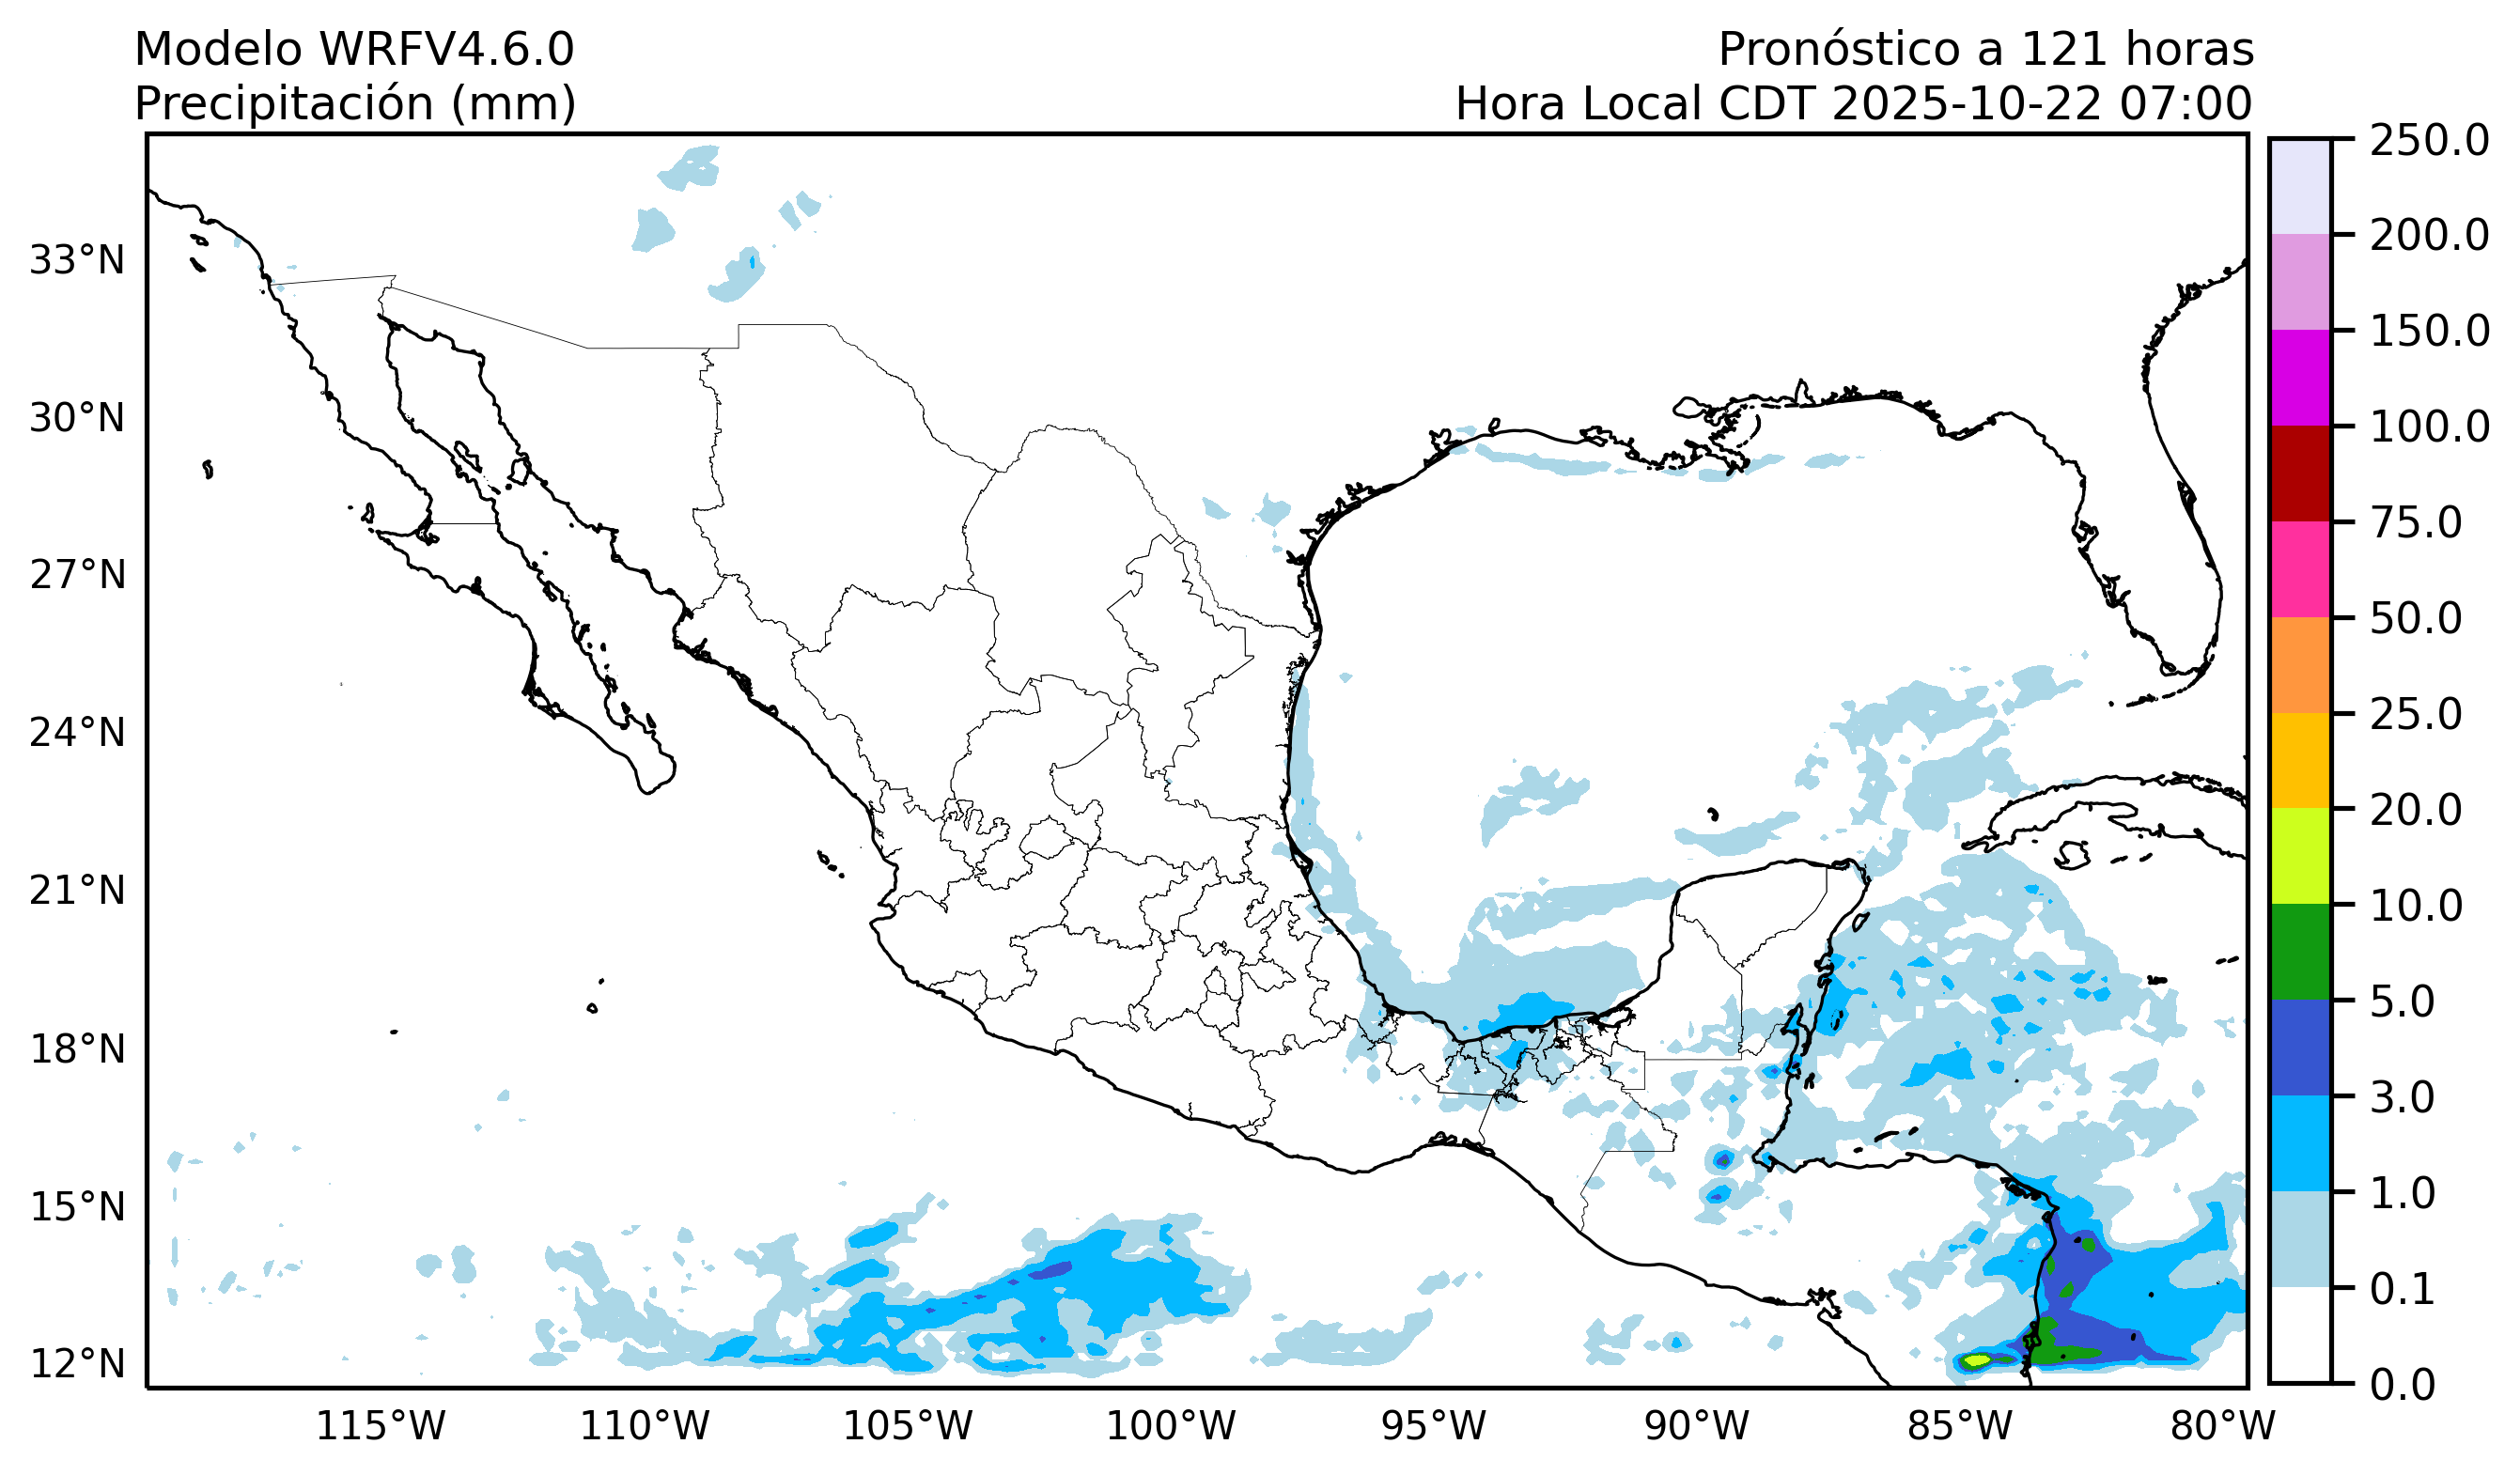 Modelo WRFV4.6.0
Precipitación (mm)
Pronóstico a 121 horas
Hora Local CDT 2025-10-22 07:00
33°N
30°N
27°N
24°N
21°N
18°N
15°N
12°N
115°W
110°W
105°W
100°W
95°W
90°W
85°W
80°W
250.0
200.0
150.0
100.0
75.0
50.0
25.0
20.0
10.0
5.0
3.0
1.0
0.1
0.0